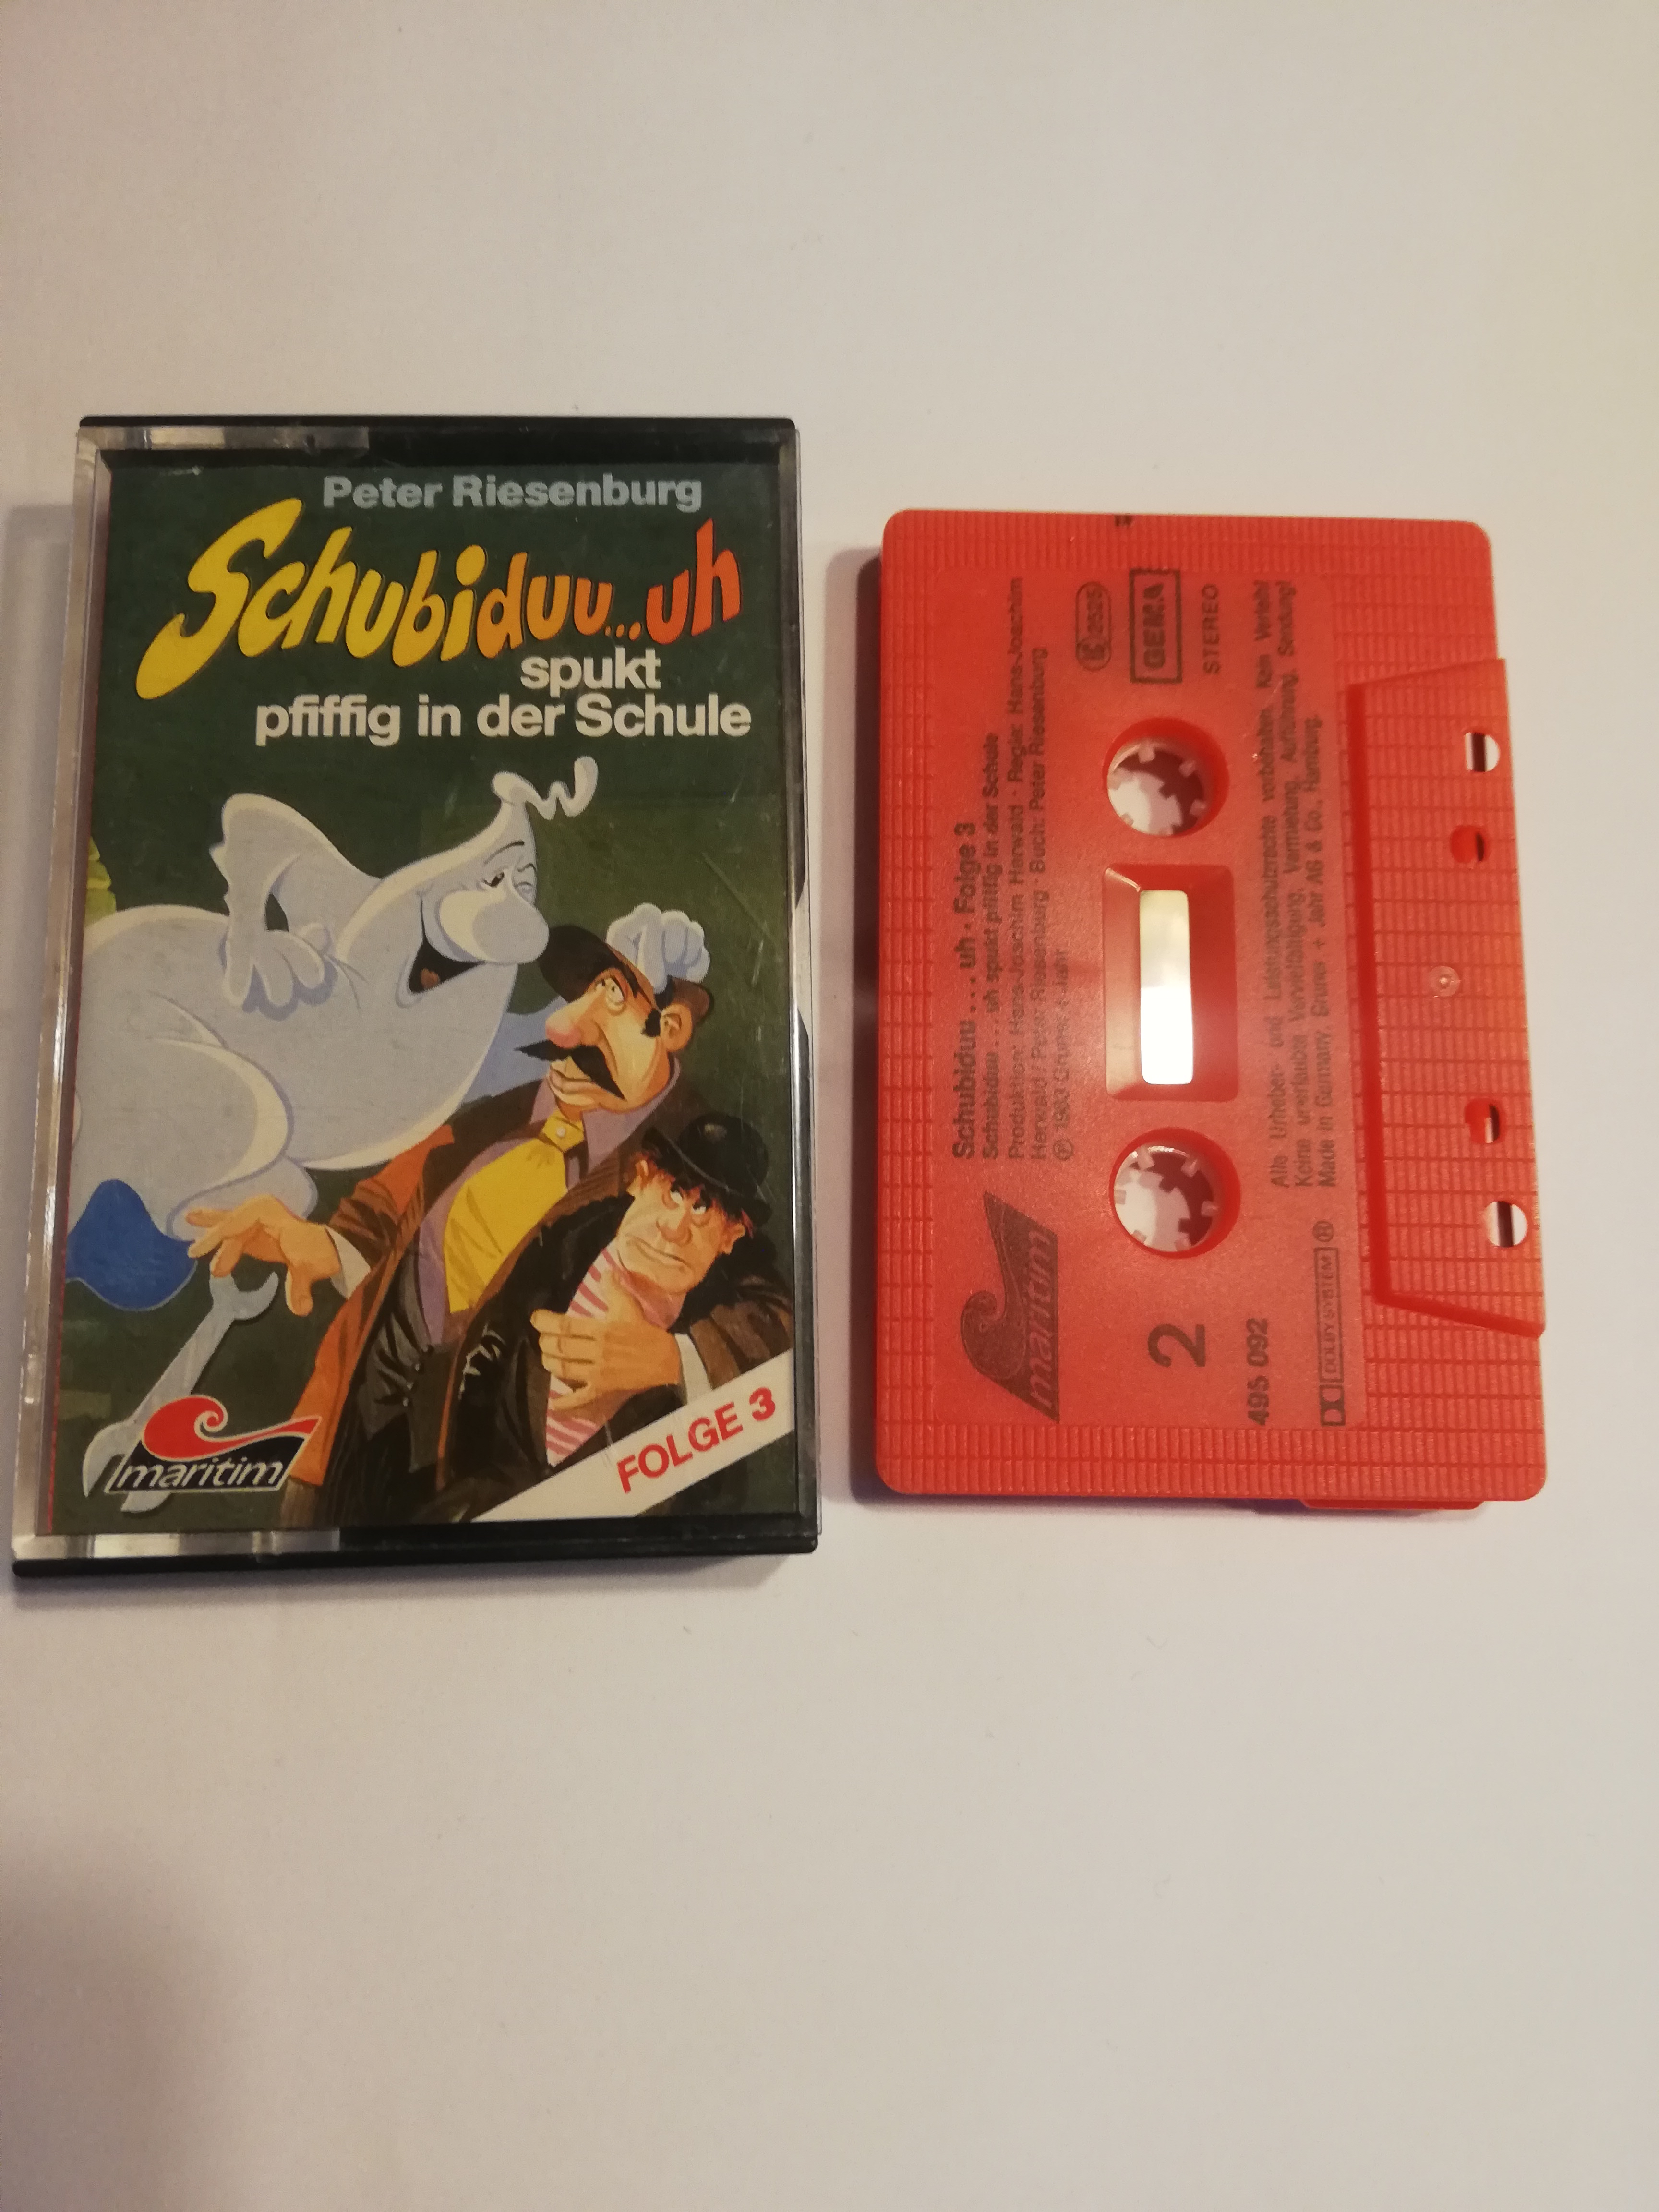 Peter Riesenburg
Schubiduu...uh
spukt
pfiffig in der Schule
maritim
FOLGE 3
maritim
Schubiduu ... uh · Folge 3
Schubiduu ... uh spukt pfiffig in der Schule
Produktion: Hans-Joachim Herwald · Regie: Hans-Joachim
Herwald / Peter Riesenburg · Buch: Peter Riesenburg
Ⓟ 1983 Gruner + Jahr
2
GEMA
495 092
STEREO
Alle Urheber- und Leistungsschutzrechte vorbehalten. Kein Verleih!
Keine unerlaubte Vervielfältigung, Vermietung, Aufführung, Sendung!
Made in Germany. Gruner + Jahr AG & Co., Hamburg.
DOLBY SYSTEM ®